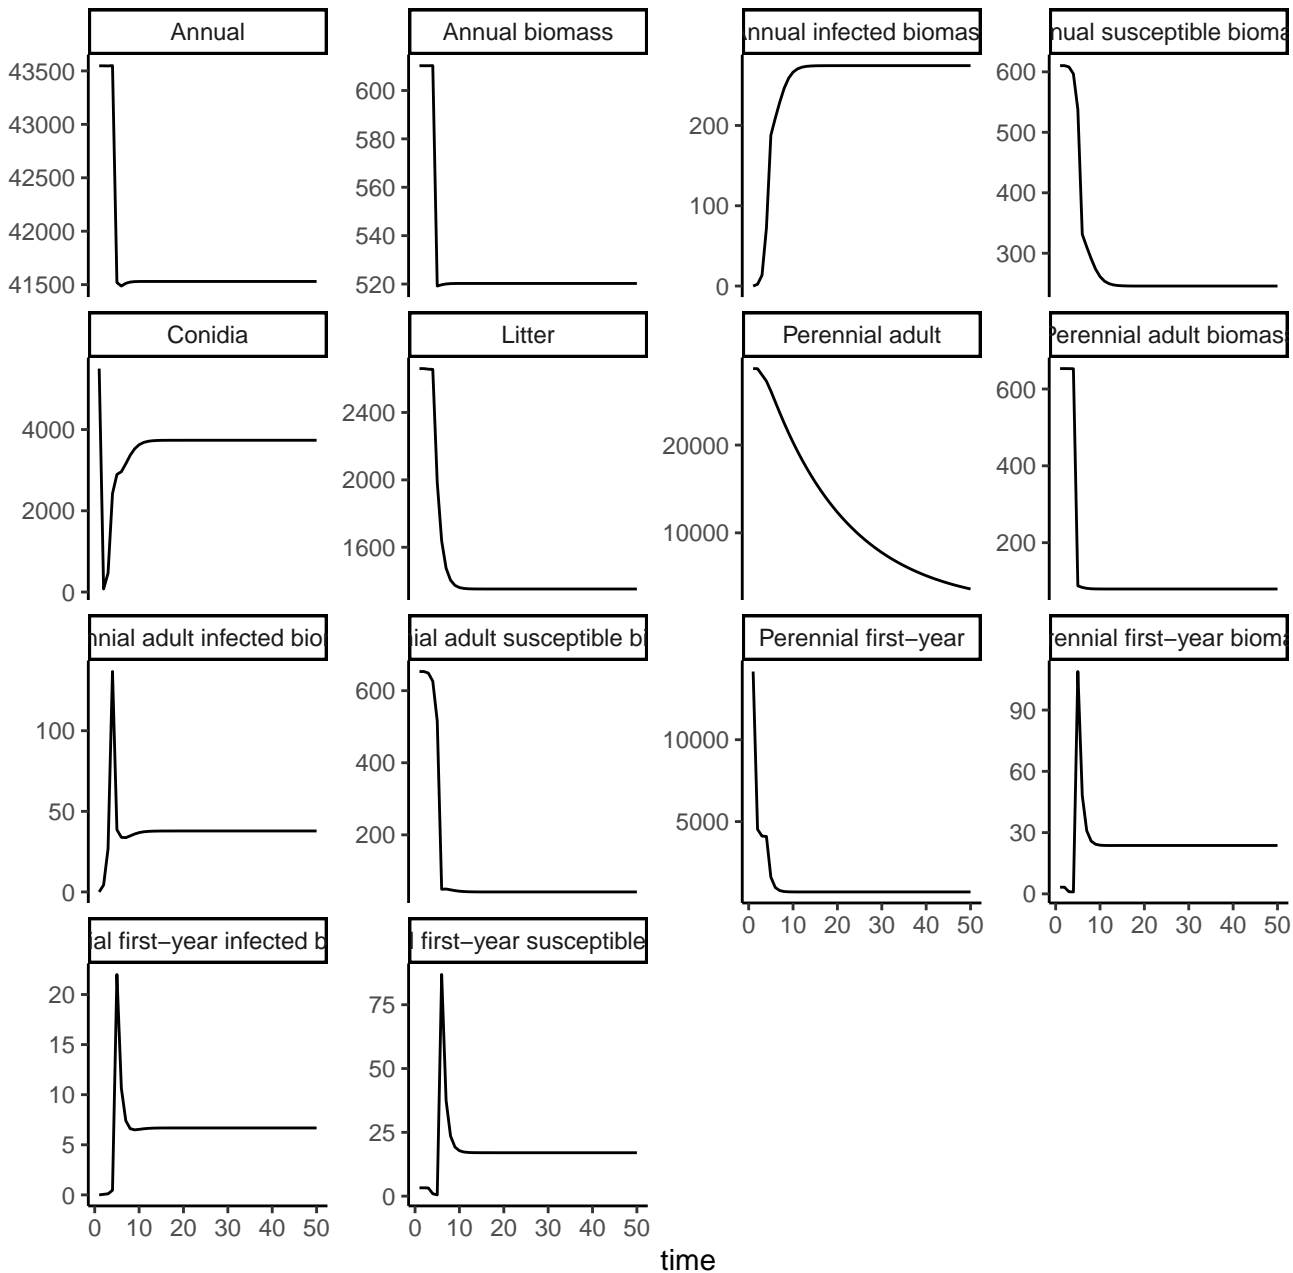 Annual
Annual biomass
Annual infected biomas
nual susceptible bioma
43500
43000
42500
42000
41500
600
580
560
540
520
200
100
0
600
500
400
300
Conidia
Litter
Perennial adult
Perennial adult biomass
4000
2000
0
2400
2000
1600
20000
10000
600
400
200
nnial adult infected bion
nial adult susceptible bi
Perennial first−year
rennial first−year bioma
100
50
0
600
400
200
10000
5000
90
60
30
0
0 10 20 30 40 50
0 10 20 30 40 50
ial first−year infected b
l first−year susceptible
20
15
10
5
0
75
50
25
0
0 10 20 30 40 50
0 10 20 30 40 50
time